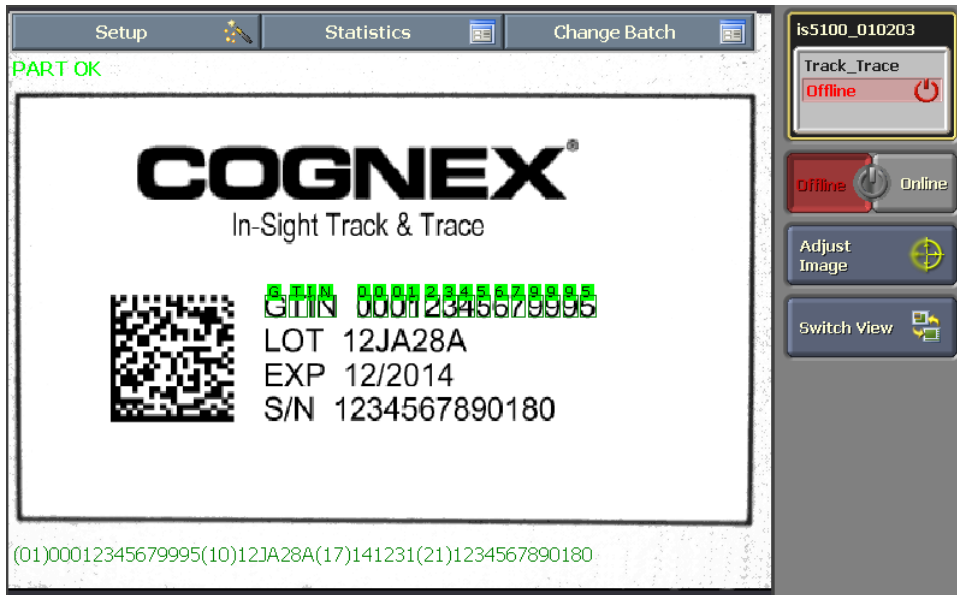 Setup Statistics Change Batch
PART OK
COGNEX®
In-Sight Track & Trace
G T I N 0 0 0 1 2 3 4 5 6 7 9 9 9 5
GTIN 00012345679995
LOT 12JA28A
EXP 12/2014
S/N 1234567890180
(01)00012345679995(10)12JA28A(17)141231(21)1234567890180
is5100_010203
Track_Trace
Offline
Offline Online
Adjust
Image
Switch View